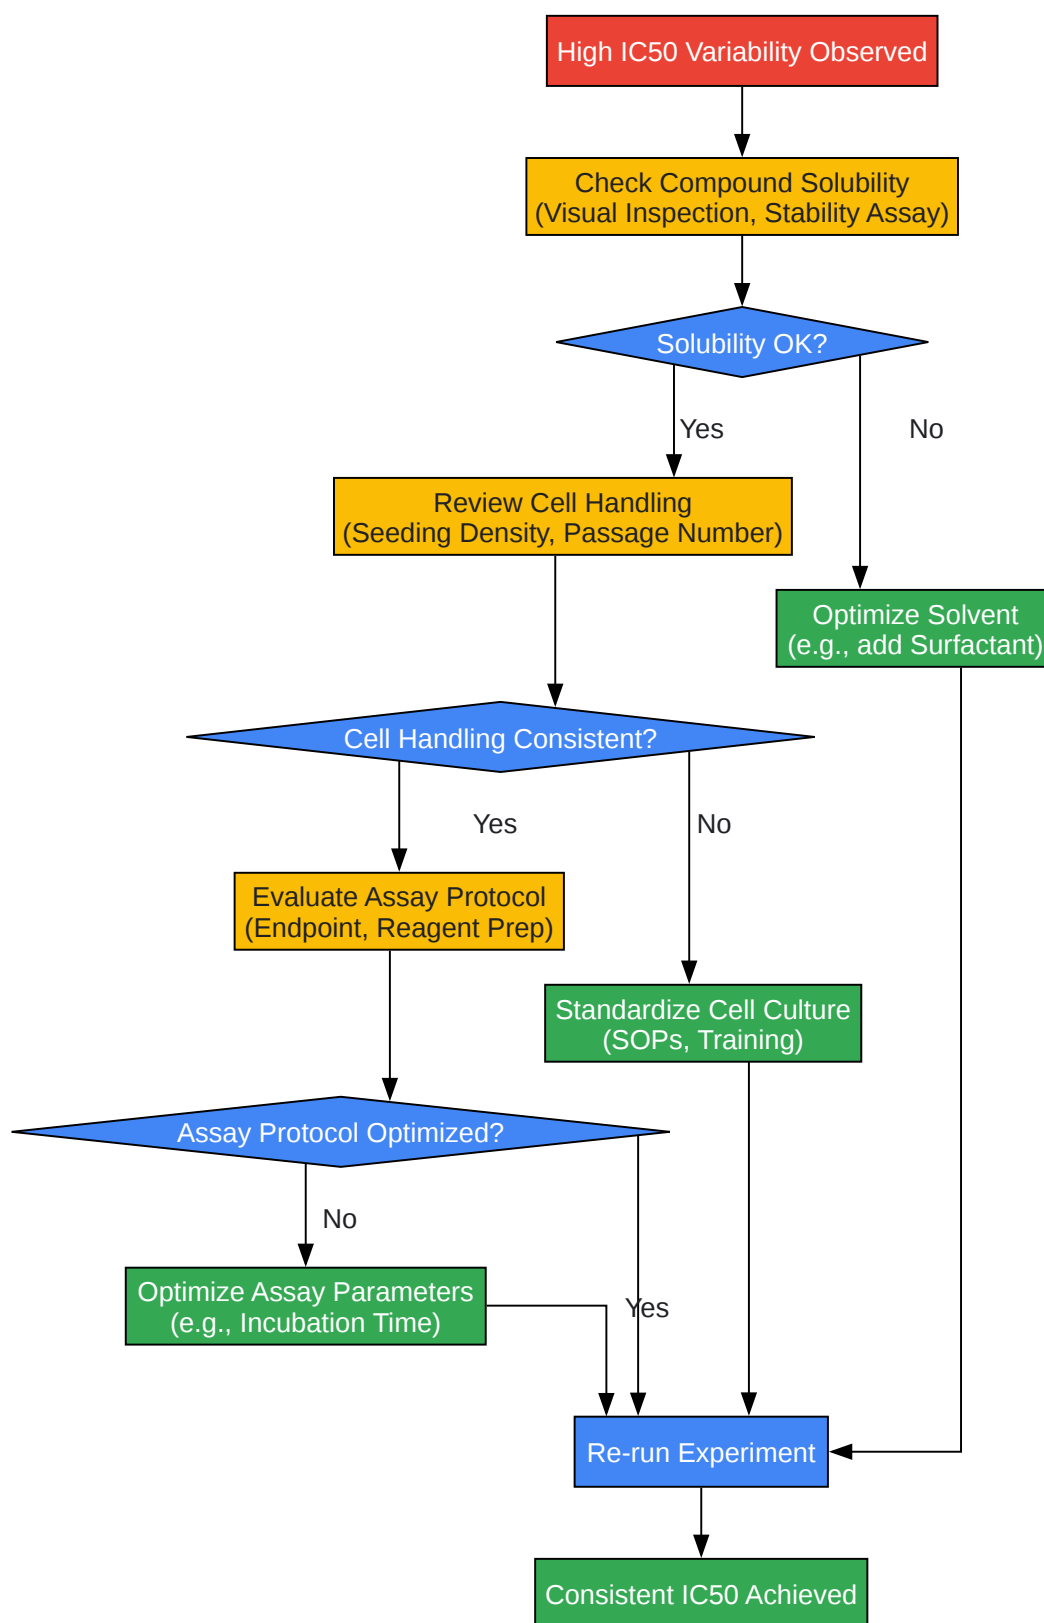 High IC50 Variability Observed
Check Compound Solubility
(Visual Inspection, Stability Assay)
Solubility OK?
Yes
No
Review Cell Handling
(Seeding Density, Passage Number)
Optimize Solvent
(e.g., add Surfactant)
Cell Handling Consistent?
Yes
No
Evaluate Assay Protocol
(Endpoint, Reagent Prep)
Standardize Cell Culture
(SOPs, Training)
Assay Protocol Optimized?
No
Optimize Assay Parameters
(e.g., Incubation Time)
Yes
Re-run Experiment
Consistent IC50 Achieved